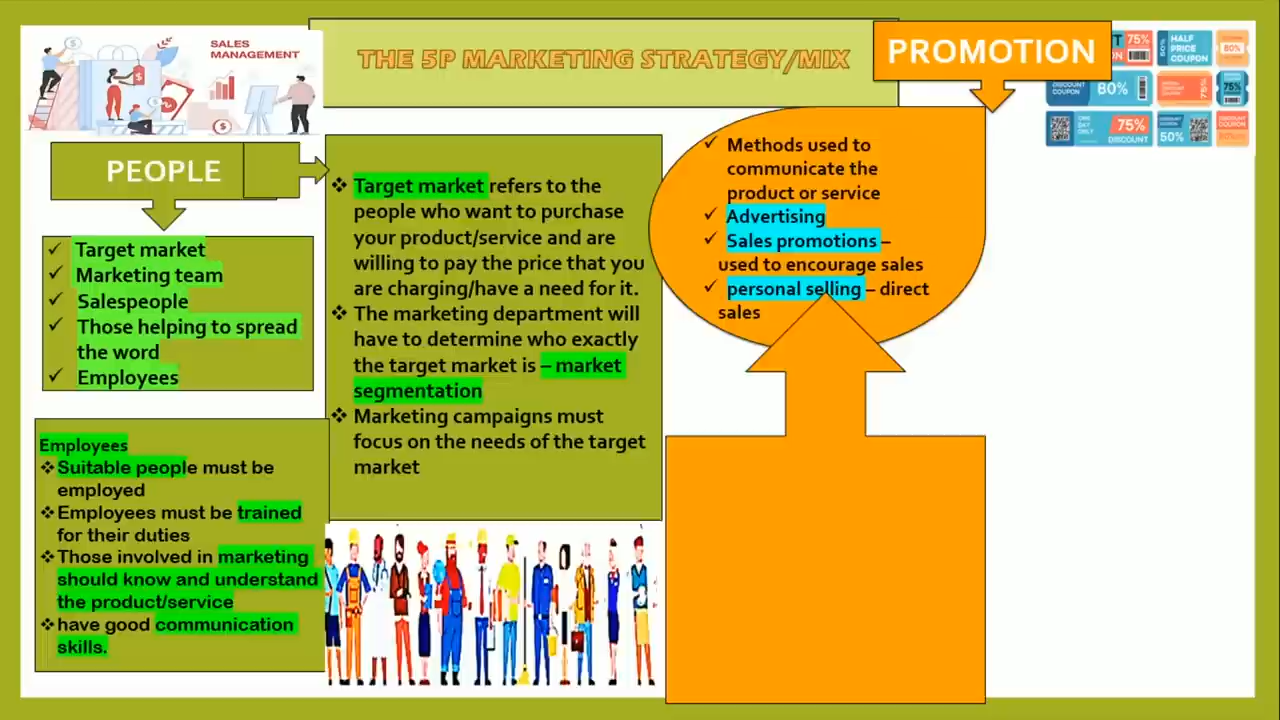 SALES
MANAGEMENT
THE 5P MARKETING STRATEGY/MIX
PROMOTION
75%
HALF
PRICE
COUPON
50%
80%
DISCOUNT
COUPON
80%
75%
75%
ONE
DAY
ONLY
75%
DISCOUNT
50%
PEOPLE
✓ Target market
✓ Marketing team
✓ Salespeople
✓ Those helping to spread
the word
✓ Employees
Employees
❖Suitable people must be
employed
❖Employees must be trained
for their duties
❖Those involved in marketing
should know and understand
the product/service
❖have good communication
skills.
❖ Target market refers to the
people who want to purchase
your product/service and are
willing to pay the price that you
are charging/have a need for it.
❖ The marketing department will
have to determine who exactly
the target market is – market
segmentation
❖ Marketing campaigns must
focus on the needs of the target
market
✓ Methods used to
communicate the
product or service
✓ Advertising
✓ Sales promotions –
used to encourage sales
✓ personal selling – direct
sales